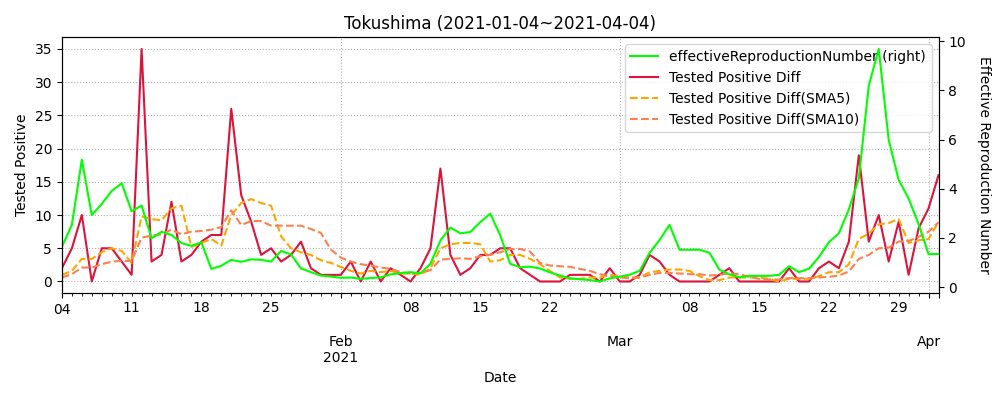 Tokushima (2021-01-04~2021-04-04)
effectiveReproductionNumber (right)
Tested Positive Diff
Tested Positive Diff(SMA5)
Tested Positive Diff(SMA10)
Tested Positive
35
30
25
20
15
10
5
0
Effective Reproduction Number
10
8
6
4
2
0
04 11 18 25 08 15 22 08 15 22 29
Feb Mar Apr
2021
Date